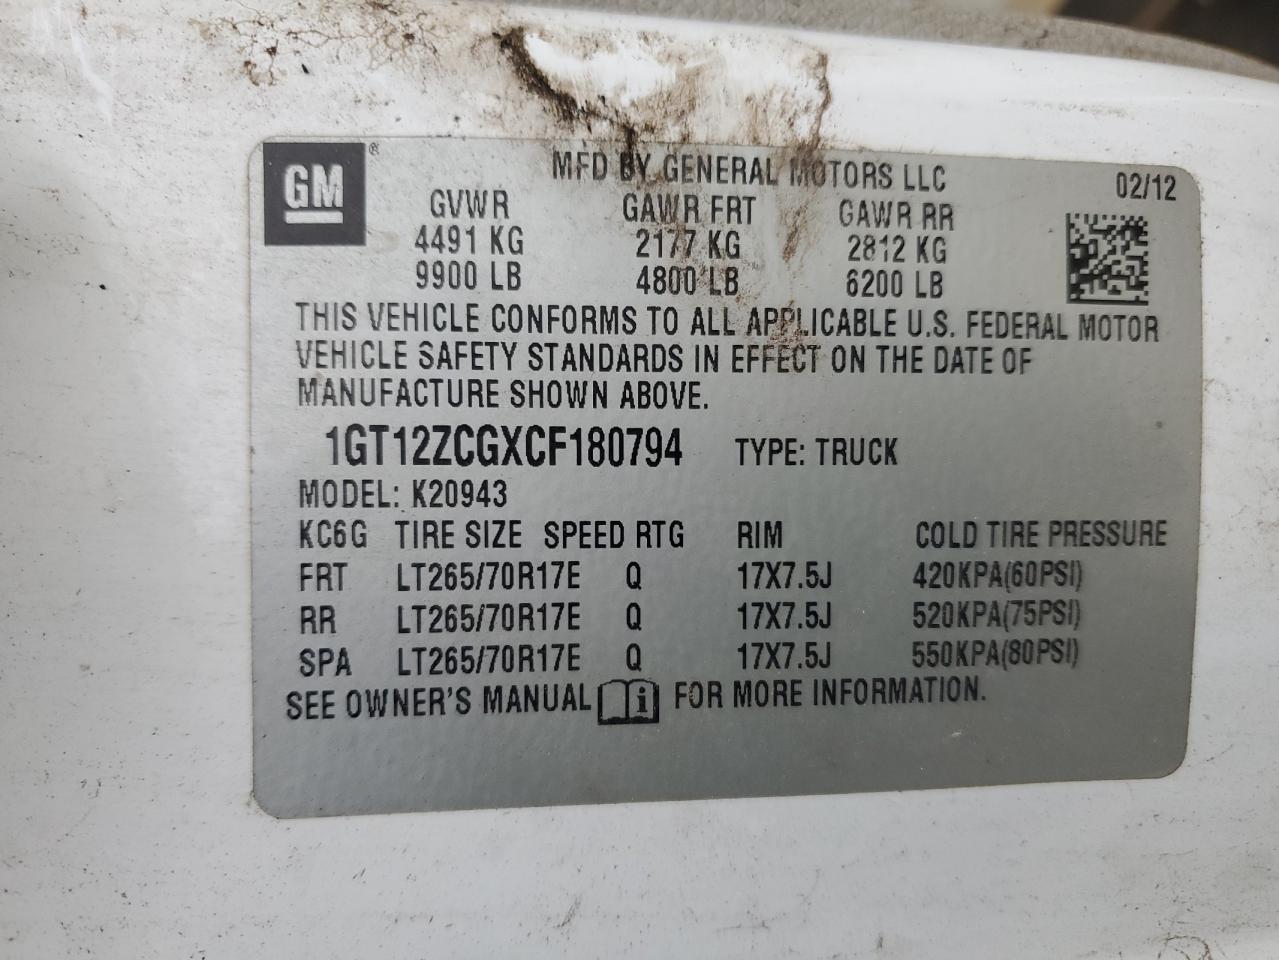 GM ®
MFD BY GENERAL MOTORS LLC
02/12
GVWR GAWR FRT GAWR RR
4491 KG 2177 KG 2812 KG
9900 LB 4800 LB 6200 LB
THIS VEHICLE CONFORMS TO ALL APPLICABLE U.S. FEDERAL MOTOR
VEHICLE SAFETY STANDARDS IN EFFECT ON THE DATE OF
MANUFACTURE SHOWN ABOVE.
1GT12ZCGXCF180794 TYPE: TRUCK
MODEL: K20943
KC6G TIRE SIZE SPEED RTG RIM COLD TIRE PRESSURE
FRT LT265/70R17E Q 17X7.5J 420KPA(60PSI)
RR LT265/70R17E Q 17X7.5J 520KPA(75PSI)
SPA LT265/70R17E Q 17X7.5J 550KPA(80PSI)
SEE OWNER'S MANUAL i FOR MORE INFORMATION.